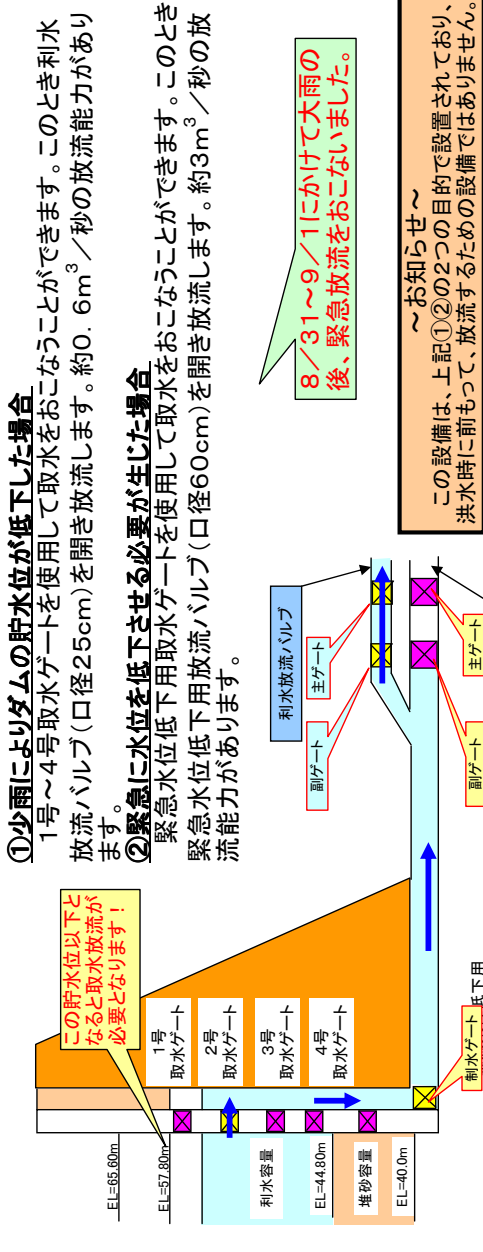 ①少雨によりダムの貯水位が低下した場合
1号～4号取水ゲートを使用して取水をおこなうことができます。このとき利水
放流バルブ(口径25cm)を開き放流します。約0．6m³／秒の放流能力があり
ます。
②緊急に水位を低下させる必要が生じた場合
緊急水位低下用取水ゲートを使用して取水をおこなうことができます。このとき
緊急水位低下用放流バルブ(口径60cm)を開き放流します。約3m³／秒の放
流能力があります。
8／31～9／1にかけて大雨の
後、緊急放流をおこないました。
～お知らせ～
この設備は、上記①②の2つの目的で設置されており、
洪水時に前もって、放流するための設備ではありません。
この貯水位以下と
なると取水放流が
必要となります！
EL=65.60m
EL=57.80m
利水容量
EL=44.80m
堆砂容量
EL=40.0m
1号
取水ゲート
2号
取水ゲート
3号
取水ゲート
4号
取水ゲート
制水ゲート
低下用
利水放流バルブ
副ゲート
主ゲート
副ゲート
主ゲート